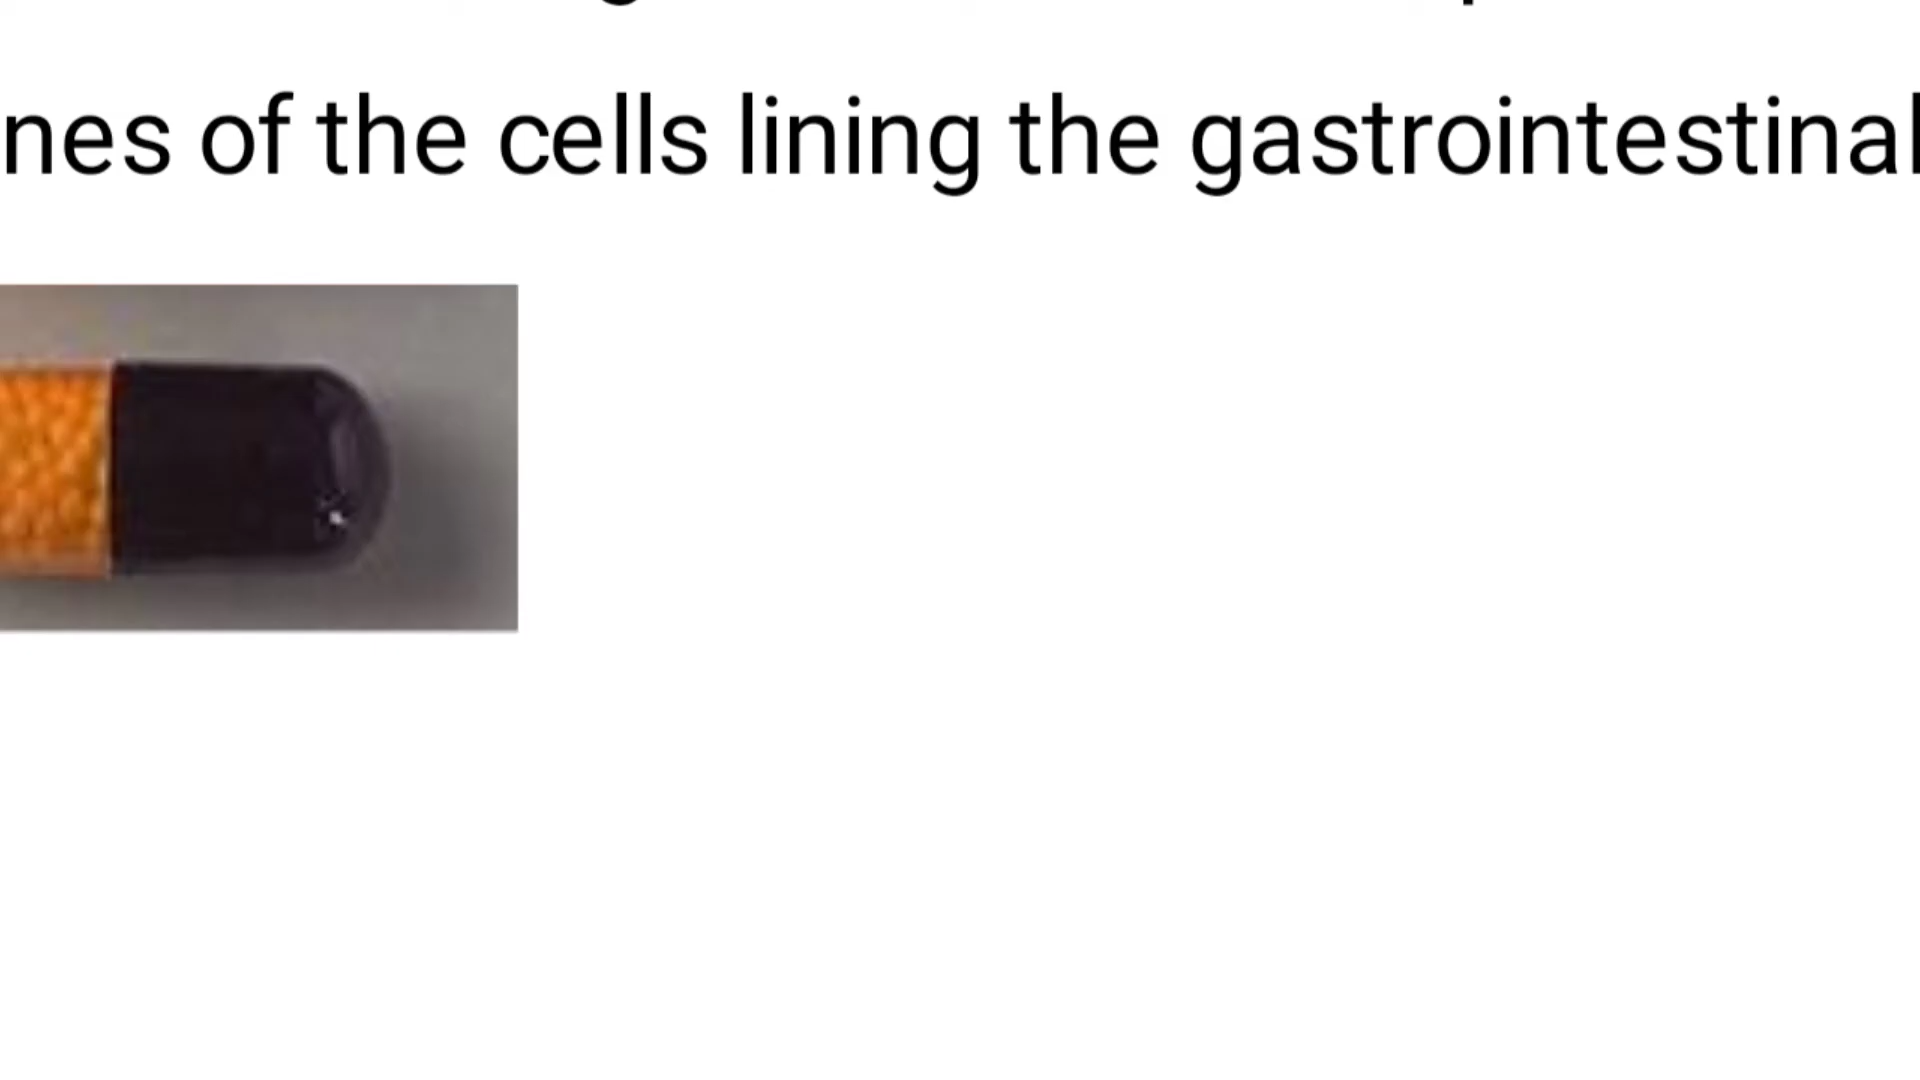 nes of the cells lining the gastrointestinal